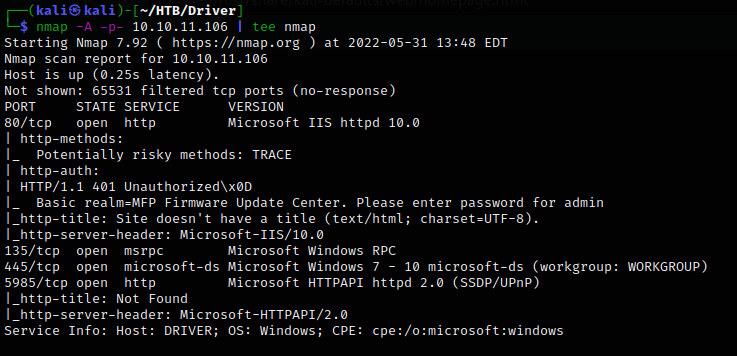 (kali㉿kali)-[~/HTB/Driver]
$ nmap -A -p- 10.10.11.106 | tee nmap
Starting Nmap 7.92 ( https://nmap.org ) at 2022-05-31 13:48 EDT
Nmap scan report for 10.10.11.106
Host is up (0.25s latency).
Not shown: 65531 filtered tcp ports (no-response)
PORT     STATE SERVICE      VERSION
80/tcp   open  http         Microsoft IIS httpd 10.0
| http-methods:
|_  Potentially risky methods: TRACE
| http-auth:
| HTTP/1.1 401 Unauthorized\x0D
|_  Basic realm=MFP Firmware Update Center. Please enter password for admin
|_http-title: Site doesn't have a title (text/html; charset=UTF-8).
|_http-server-header: Microsoft-IIS/10.0
135/tcp  open  msrpc        Microsoft Windows RPC
445/tcp  open  microsoft-ds Microsoft Windows 7 - 10 microsoft-ds (workgroup: WORKGROUP)
5985/tcp open  http         Microsoft HTTPAPI httpd 2.0 (SSDP/UPnP)
|_http-title: Not Found
|_http-server-header: Microsoft-HTTPAPI/2.0
Service Info: Host: DRIVER; OS: Windows; CPE: cpe:/o:microsoft:windows